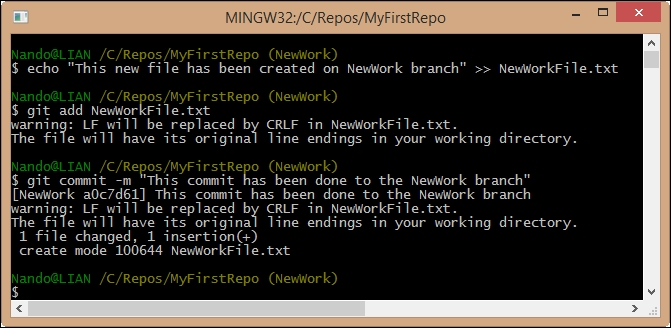 MINGW32:/C/Repos/MyFirstRepo
Nando@LIAN /C/Repos/MyFirstRepo (NewWork)
$ echo "This new file has been created on NewWork branch" >> NewWorkFile.txt
Nando@LIAN /C/Repos/MyFirstRepo (NewWork)
$ git add NewWorkFile.txt
warning: LF will be replaced by CRLF in NewWorkFile.txt.
The file will have its original line endings in your working directory.
Nando@LIAN /C/Repos/MyFirstRepo (NewWork)
$ git commit -m "This commit has been done to the NewWork branch"
[NewWork a0c7d61] This commit has been done to the NewWork branch
warning: LF will be replaced by CRLF in NewWorkFile.txt.
The file will have its original line endings in your working directory.
 1 file changed, 1 insertion(+)
 create mode 100644 NewWorkFile.txt
Nando@LIAN /C/Repos/MyFirstRepo (NewWork)
$